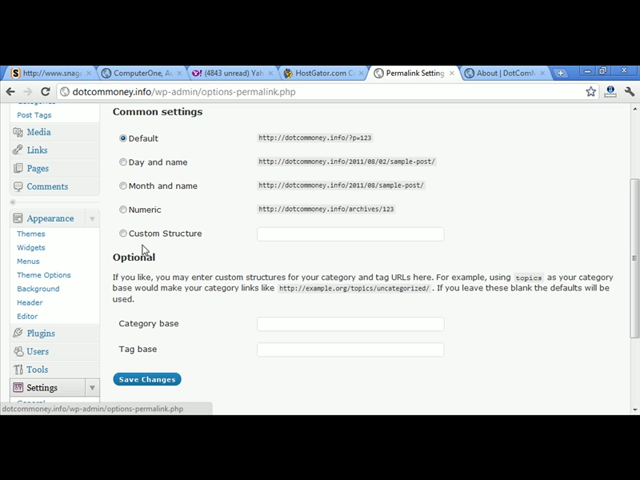 http://www.snag
ComputerOne, A
(4843 unread) Yah
HostGator.com C
Permalink Setting
About | DotComM
dotcommoney.info/wp-admin/options-permalink.php
Post Tags
Media
Links
Pages
Comments
Appearance
Themes
Widgets
Menus
Theme Options
Background
Header
Editor
Plugins
Users
Tools
Settings
Common settings
Default http://dotcommoney.info/?p=123
Day and name http://dotcommoney.info/2011/08/02/sample-post/
Month and name http://dotcommoney.info/2011/08/sample-post/
Numeric http://dotcommoney.info/archives/123
Custom Structure
Optional
If you like, you may enter custom structures for your category and tag URLs here. For example, using topics as your category
base would make your category links like http://example.org/topics/uncategorized/ . If you leave these blank the defaults will be
used.
Category base
Tag base
Save Changes
dotcommoney.info/wp-admin/options-permalink.php